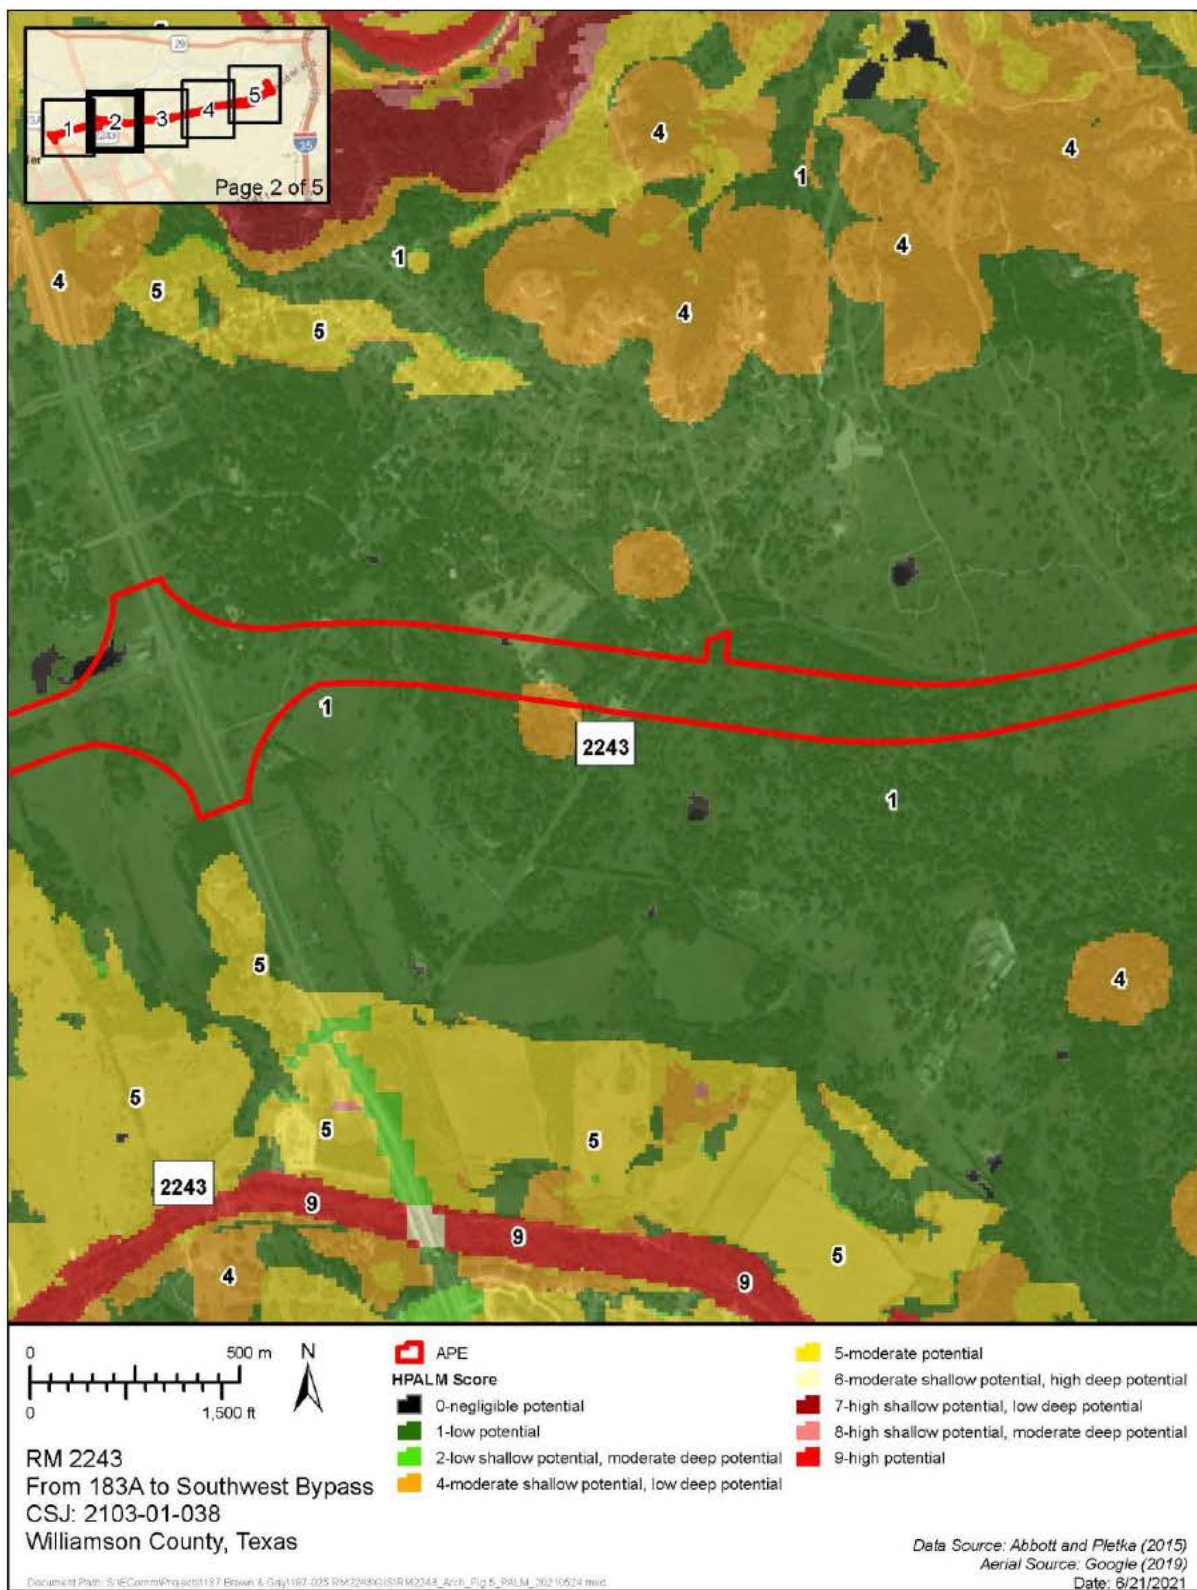 29
1
2
3
4
5
243
35
Page 2 of 5
4
4
1
4
1
4
5
5
4
1
2243
1
4
5
5
5
5
2243
9
9
5
4
9
0 500 m
0 1,500 ft
N
RM 2243
From 183A to Southwest Bypass
CSJ: 2103-01-038
Williamson County, Texas
APE
HPALM Score
0-negligible potential
1-low potential
2-low shallow potential, moderate deep potential
4-moderate shallow potential, low deep potential
5-moderate potential
6-moderate shallow potential, high deep potential
7-high shallow potential, low deep potential
8-high shallow potential, moderate deep potential
9-high potential
Data Source: Abbott and Pletka (2015)
Aerial Source: Google (2019)
Date: 6/21/2021